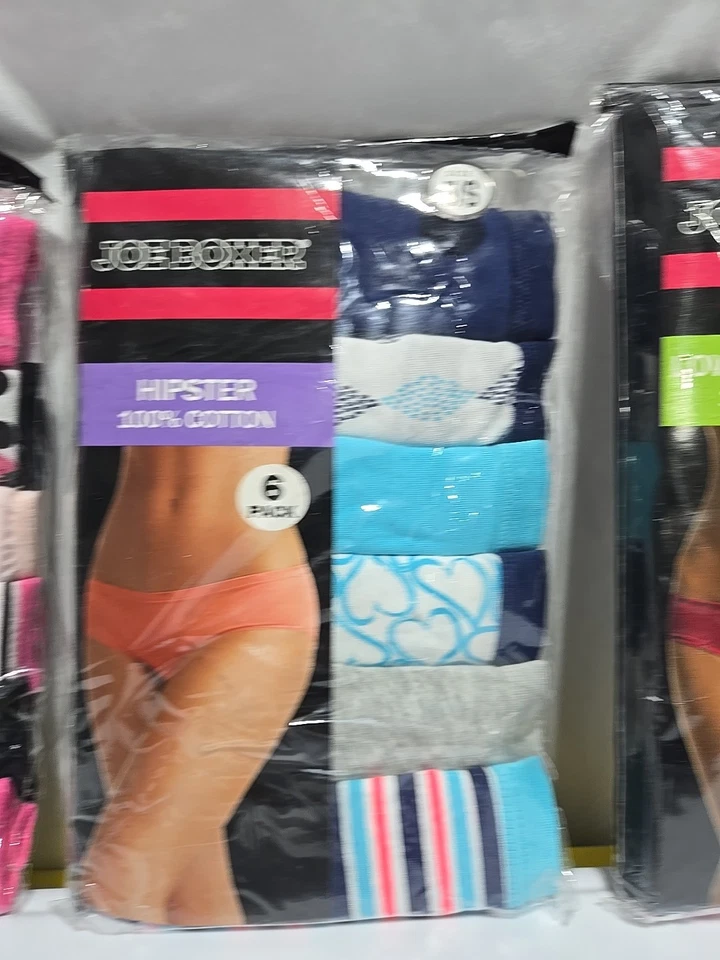 JOE BOXER
HIPSTER
100% COTTON
6
PACK